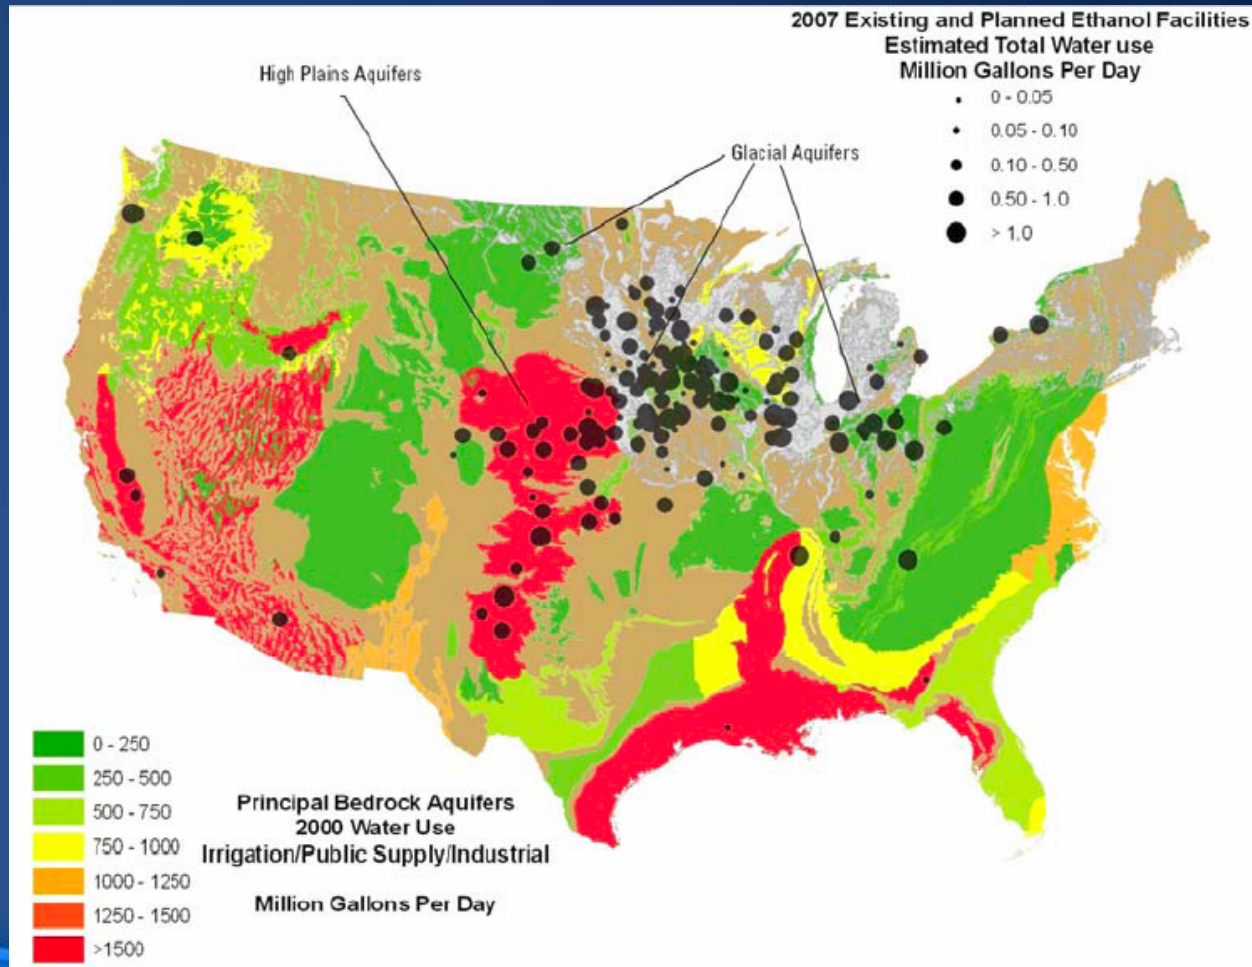 2007 Existing and Planned Ethanol Facilities
Estimated Total Water use
Million Gallons Per Day
0 - 0.05
0.05 - 0.10
0.10 - 0.50
0.50 - 1.0
> 1.0
High Plains Aquifers
Glacial Aquifers
0 - 250
250 - 500
500 - 750
750 - 1000
1000 - 1250
1250 - 1500
>1500
Principal Bedrock Aquifers
2000 Water Use
Irrigation/Public Supply/Industrial
Million Gallons Per Day